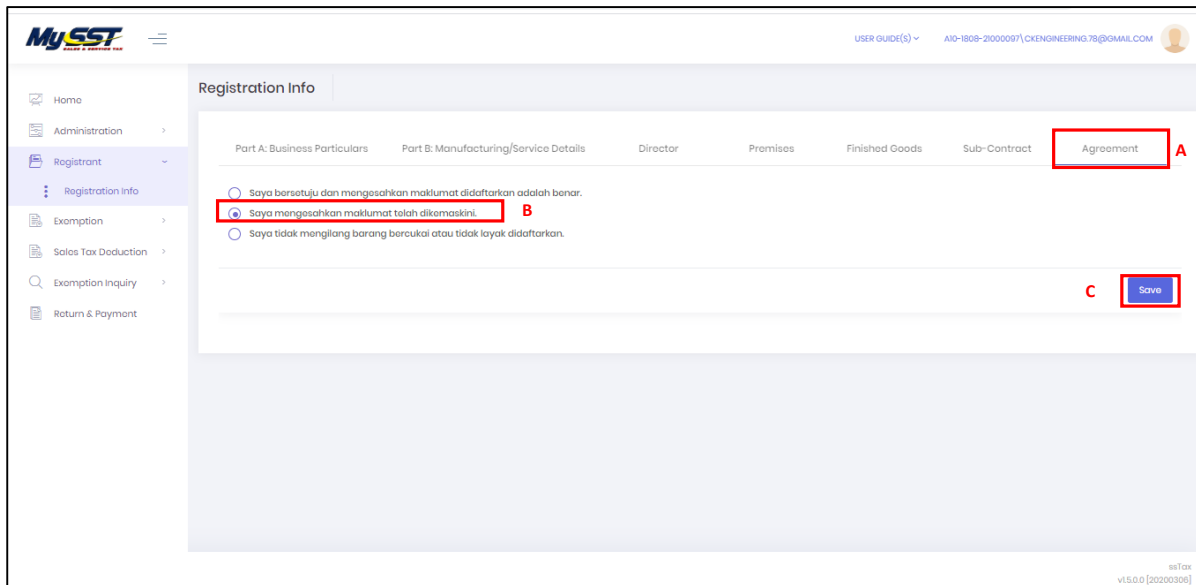 MySST
SALES & SERVICE TAX
USER GUIDE(S)
A10-1808-21000097\CKENGINEERING.78@GMAIL.COM
Home
Administration
Registrant
Registration Info
Exemption
Sales Tax Deduction
Exemption Inquiry
Return & Payment
Registration Info
Part A: Business Particulars Part B: Manufacturing/Service Details Director Premises Finished Goods Sub-Contract Agreement A
Saya bersetuju dan mengesahkan maklumat didaftarkan adalah benar.
Saya mengesahkan maklumat telah dikemaskini. B
Saya tidak mengilang barang bercukai atau tidak layak didaftarkan.
C Save
ssTax
v1.5.0.0 [20200306]